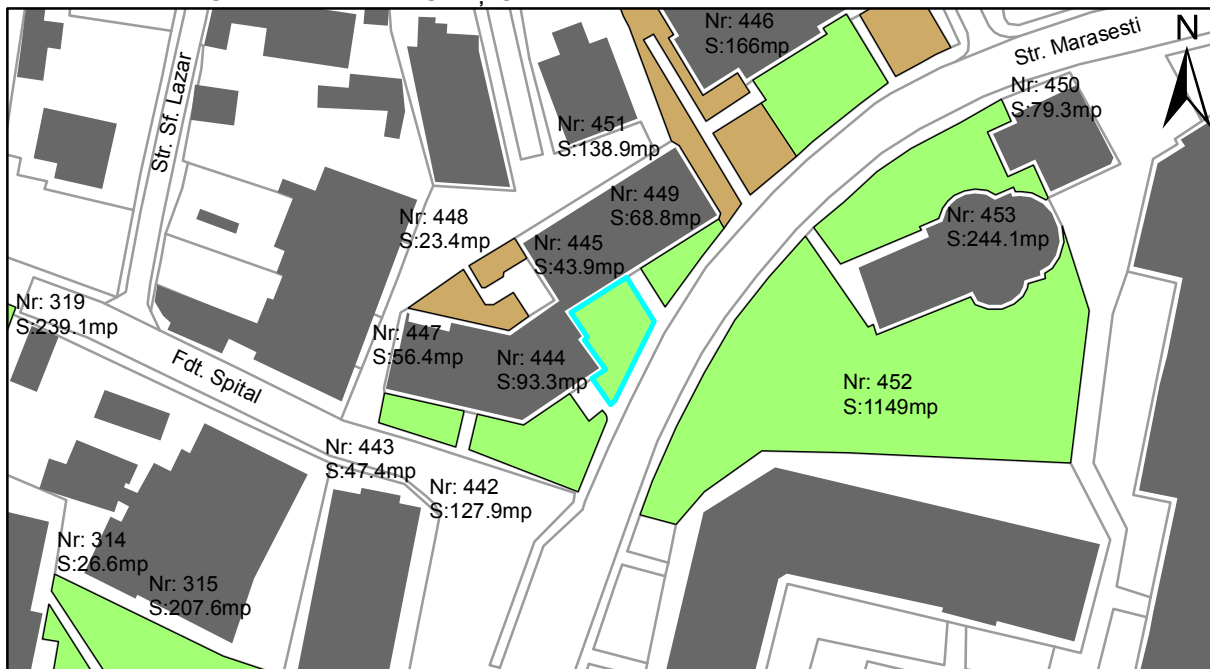 Nr: 446
S:166mp
N
Str. Marasesti
Nr: 450
S:79.3mp
Str. Sf. Lazar
Nr: 451
S:138.9mp
Nr: 449
S:68.8mp
Nr: 448
S:23.4mp
Nr: 453
S:244.1mp
Nr: 445
S:43.9mp
Nr: 319
S:239.1mp
Nr: 447
S:56.4mp
Nr: 444
S:93.3mp
Fdt. Spital
Nr: 452
S:1149mp
Nr: 443
S:47.4mp
Nr: 442
S:127.9mp
Nr: 314
S:26.6mp
Nr: 315
S:207.6mp